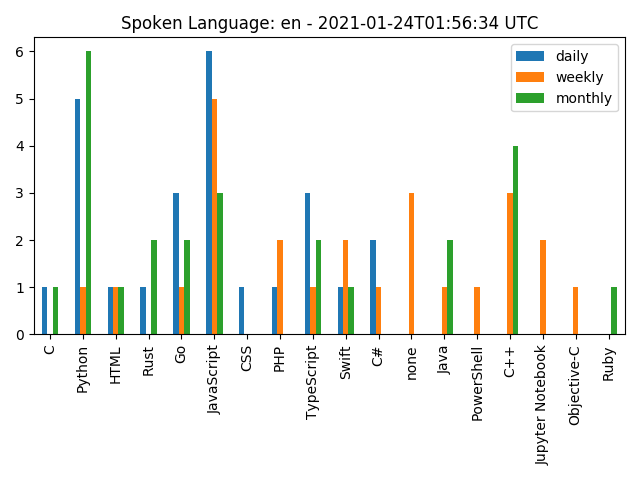 Spoken Language: en - 2021-01-24T01:56:34 UTC
daily
weekly
monthly
6
5
4
3
2
1
0
C
Python
HTML
Rust
Go
JavaScript
CSS
PHP
TypeScript
Swift
C#
none
Java
PowerShell
C++
Jupyter Notebook
Objective-C
Ruby